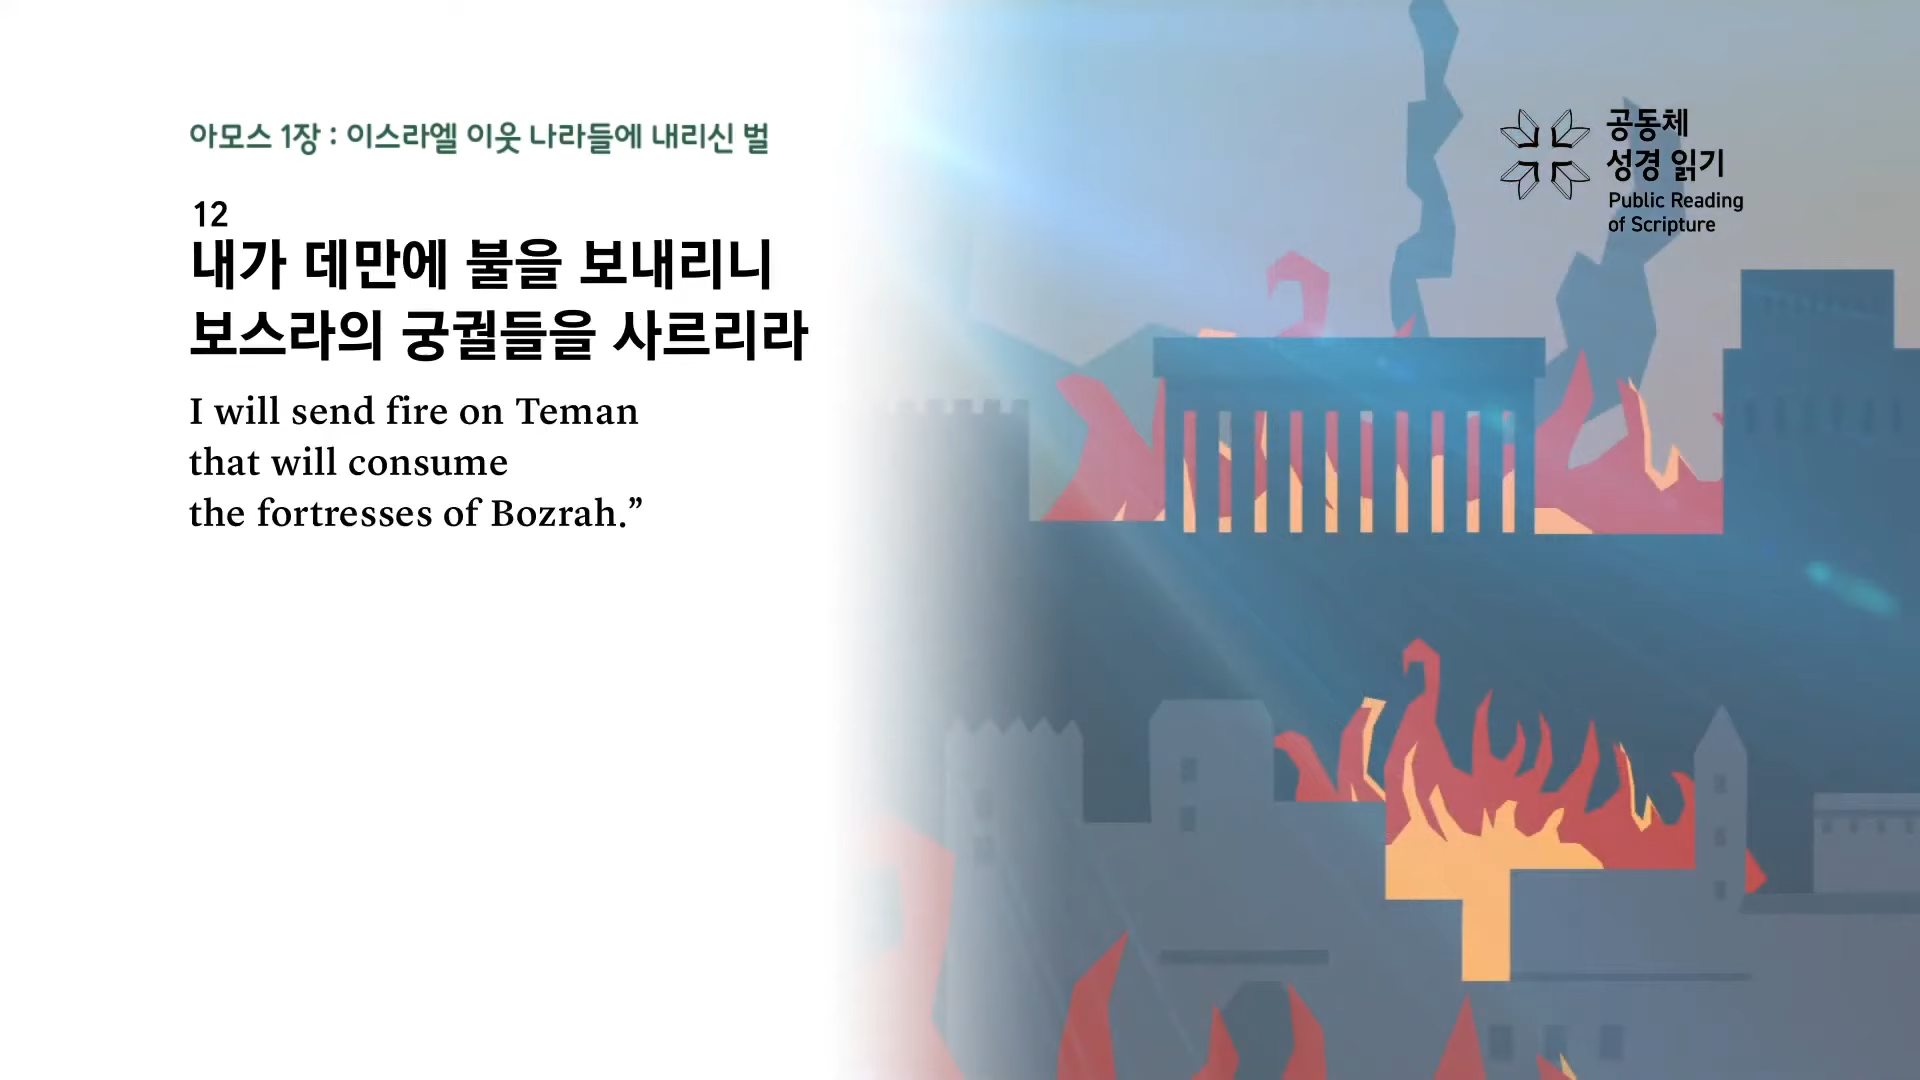 아모스 1장 : 이스라엘 이웃 나라들에 내리신 벌
12
내가 데만에 불을 보내리니
보스라의 궁궐들을 사르리라
I will send fire on Teman
that will consume
the fortresses of Bozrah.”
공동체
성경 읽기
Public Reading
of Scripture